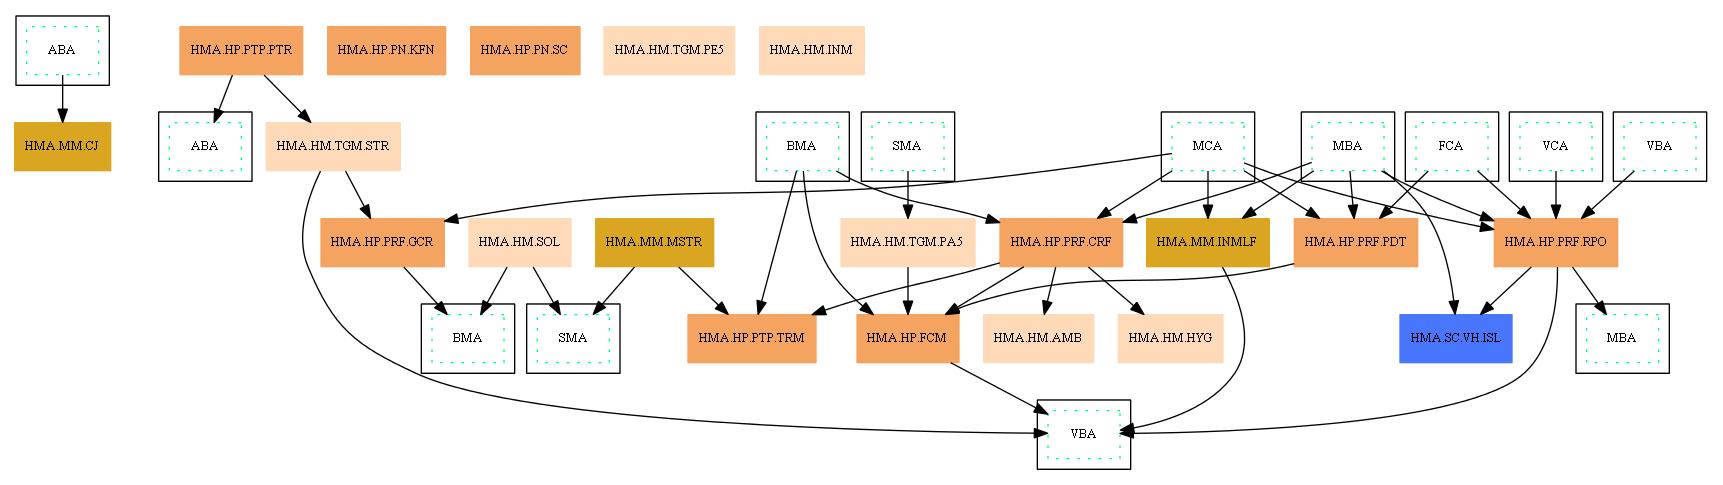 ABA
HMA.HP.PTP.PTR
HMA.HP.PN.KFN
HMA.HP.PN.SC
HMA.HM.TGM.PE5
HMA.HM.INM
HMA.MM.CJ
ABA
HMA.HM.TGM.STR
BMA
SMA
MCA
MBA
FCA
VCA
VBA
HMA.HP.PRF.GCR
HMA.HM.SOL
HMA.MM.MSTR
HMA.HM.TGM.PA5
HMA.HP.PRF.CRF
HMA.MM.INMLF
HMA.HP.PRF.PDT
HMA.HP.PRF.RPO
BMA
SMA
HMA.HP.PTP.TRM
HMA.HP.FCM
HMA.HM.AMB
HMA.HM.HYG
HMA.SC.VH.ISL
MBA
VBA